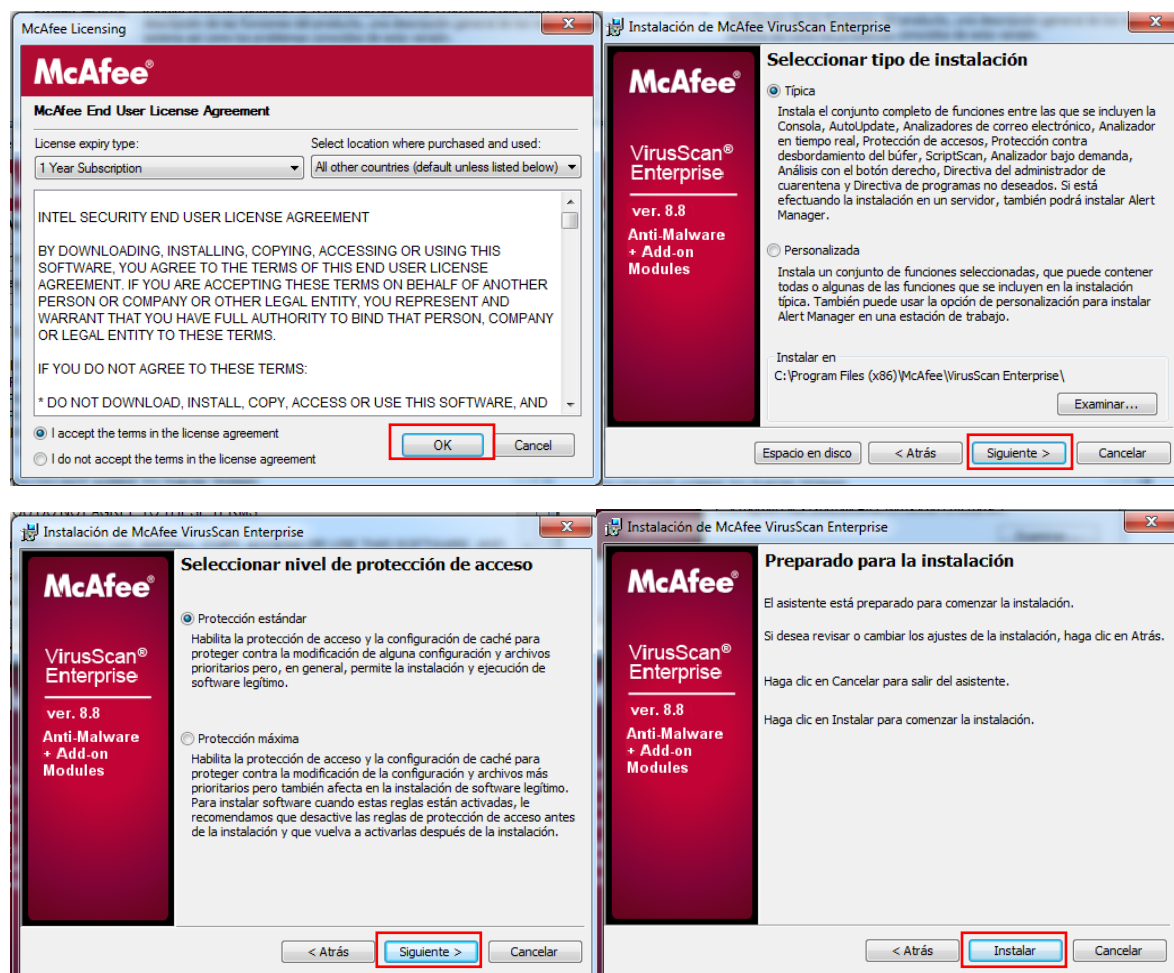 McAfee Licensing
McAfee®
McAfee End User License Agreement
License expiry type:
Select location where purchased and used:
1 Year Subscription
All other countries (default unless listed below)
INTEL SECURITY END USER LICENSE AGREEMENT
BY DOWNLOADING, INSTALLING, COPYING, ACCESSING OR USING THIS
SOFTWARE, YOU AGREE TO THE TERMS OF THIS END USER LICENSE
AGREEMENT. IF YOU ARE ACCEPTING THESE TERMS ON BEHALF OF ANOTHER
PERSON OR COMPANY OR OTHER LEGAL ENTITY, YOU REPRESENT AND
WARRANT THAT YOU HAVE FULL AUTHORITY TO BIND THAT PERSON, COMPANY
OR LEGAL ENTITY TO THESE TERMS.
IF YOU DO NOT AGREE TO THESE TERMS:
* DO NOT DOWNLOAD, INSTALL, COPY, ACCESS OR USE THIS SOFTWARE, AND
I accept the terms in the license agreement
I do not accept the terms in the license agreement
OK
Cancel
Instalación de McAfee VirusScan Enterprise
McAfee®
VirusScan®
Enterprise
ver. 8.8
Anti-Malware
+ Add-on
Modules
Seleccionar tipo de instalación
Típica
Instala el conjunto completo de funciones entre las que se incluyen la
Consola, AutoUpdate, Analizadores de correo electrónico, Analizador
en tiempo real, Protección de accesos, Protección contra
desbordamiento del búfer, ScriptScan, Analizador bajo demanda,
Análisis con el botón derecho, Directiva del administrador de
cuarentena y Directiva de programas no deseados. Si está
efectuando la instalación en un servidor, también podrá instalar Alert
Manager.
Personalizada
Instala un conjunto de funciones seleccionadas, que puede contener
todas o algunas de las funciones que se incluyen en la instalación
típica. También puede usar la opción de personalización para instalar
Alert Manager en una estación de trabajo.
Instalar en
C:\Program Files (x86)\McAfee\VirusScan Enterprise\
Examinar...
Espacio en disco
< Atrás
Siguiente >
Cancelar
Instalación de McAfee VirusScan Enterprise
McAfee®
VirusScan®
Enterprise
ver. 8.8
Anti-Malware
+ Add-on
Modules
Seleccionar nivel de protección de acceso
Protección estándar
Habilita la protección de acceso y la configuración de caché para
proteger contra la modificación de alguna configuración y archivos
prioritarios pero, en general, permite la instalación y ejecución de
software legítimo.
Protección máxima
Habilita la protección de acceso y la configuración de caché para
proteger contra la modificación de la configuración y archivos más
prioritarios pero también afecta en la instalación de software legítimo.
Para instalar software cuando estas reglas están activadas, le
recomendamos que desactive las reglas de protección de acceso antes
de la instalación y que vuelva a activarlas después de la instalación.
< Atrás
Siguiente >
Cancelar
Instalación de McAfee VirusScan Enterprise
McAfee®
VirusScan®
Enterprise
ver. 8.8
Anti-Malware
+ Add-on
Modules
Preparado para la instalación
El asistente está preparado para comenzar la instalación.
Si desea revisar o cambiar los ajustes de la instalación, haga clic en Atrás.
Haga clic en Cancelar para salir del asistente.
Haga clic en Instalar para comenzar la instalación.
< Atrás
Instalar
Cancelar